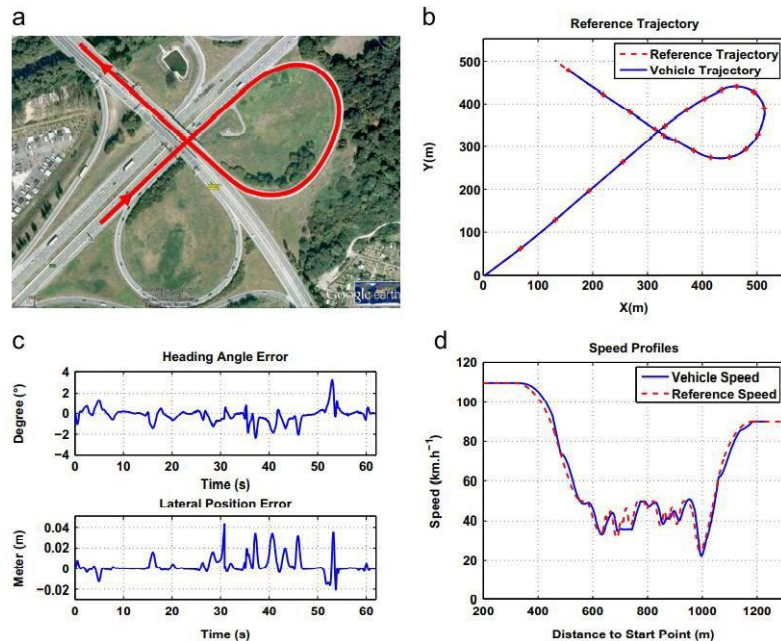 a
Google earth
b
Reference Trajectory
Reference Trajectory
Vehicle Trajectory
500
400
300
200
100
0
0 100 200 300 400 500 600
Y(m)
X(m)
c
Heading Angle Error
4
2
0
−2
−4
0 10 20 30 40 50 60
Degree (°)
Time (s)
Lateral Position Error
0.04
0.02
0
−0.02
0 10 20 30 40 50 60
Meter (m)
Time (s)
d
Speed Profiles
Vehicle Speed
Reference Speed
120
100
80
60
40
20
0
200 400 600 800 1000 1200
Speed (km.h⁻¹)
Distance to Start Point (m)